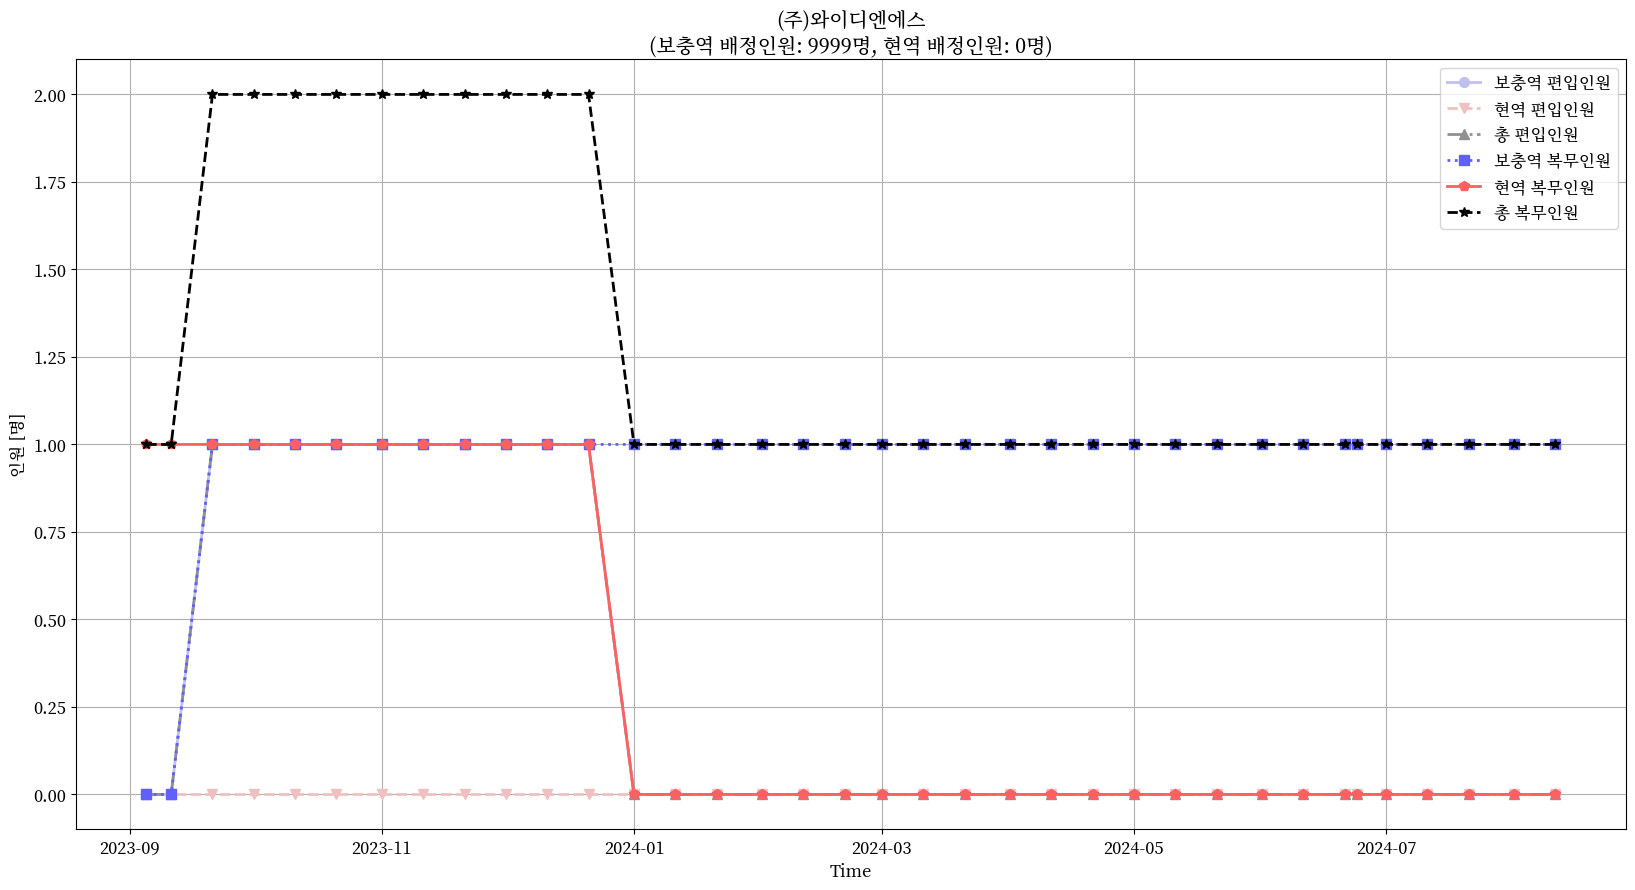 (주)와이디엔에스
(보충역 배정인원: 9999명, 현역 배정인원: 0명)
보충역 편입인원
현역 편입인원
총 편입인원
보충역 복무인원
현역 복무인원
총 복무인원
인원 [명]
2.00
1.75
1.50
1.25
1.00
0.75
0.50
0.25
0.00
2023-09 2023-11 2024-01 2024-03 2024-05 2024-07
Time